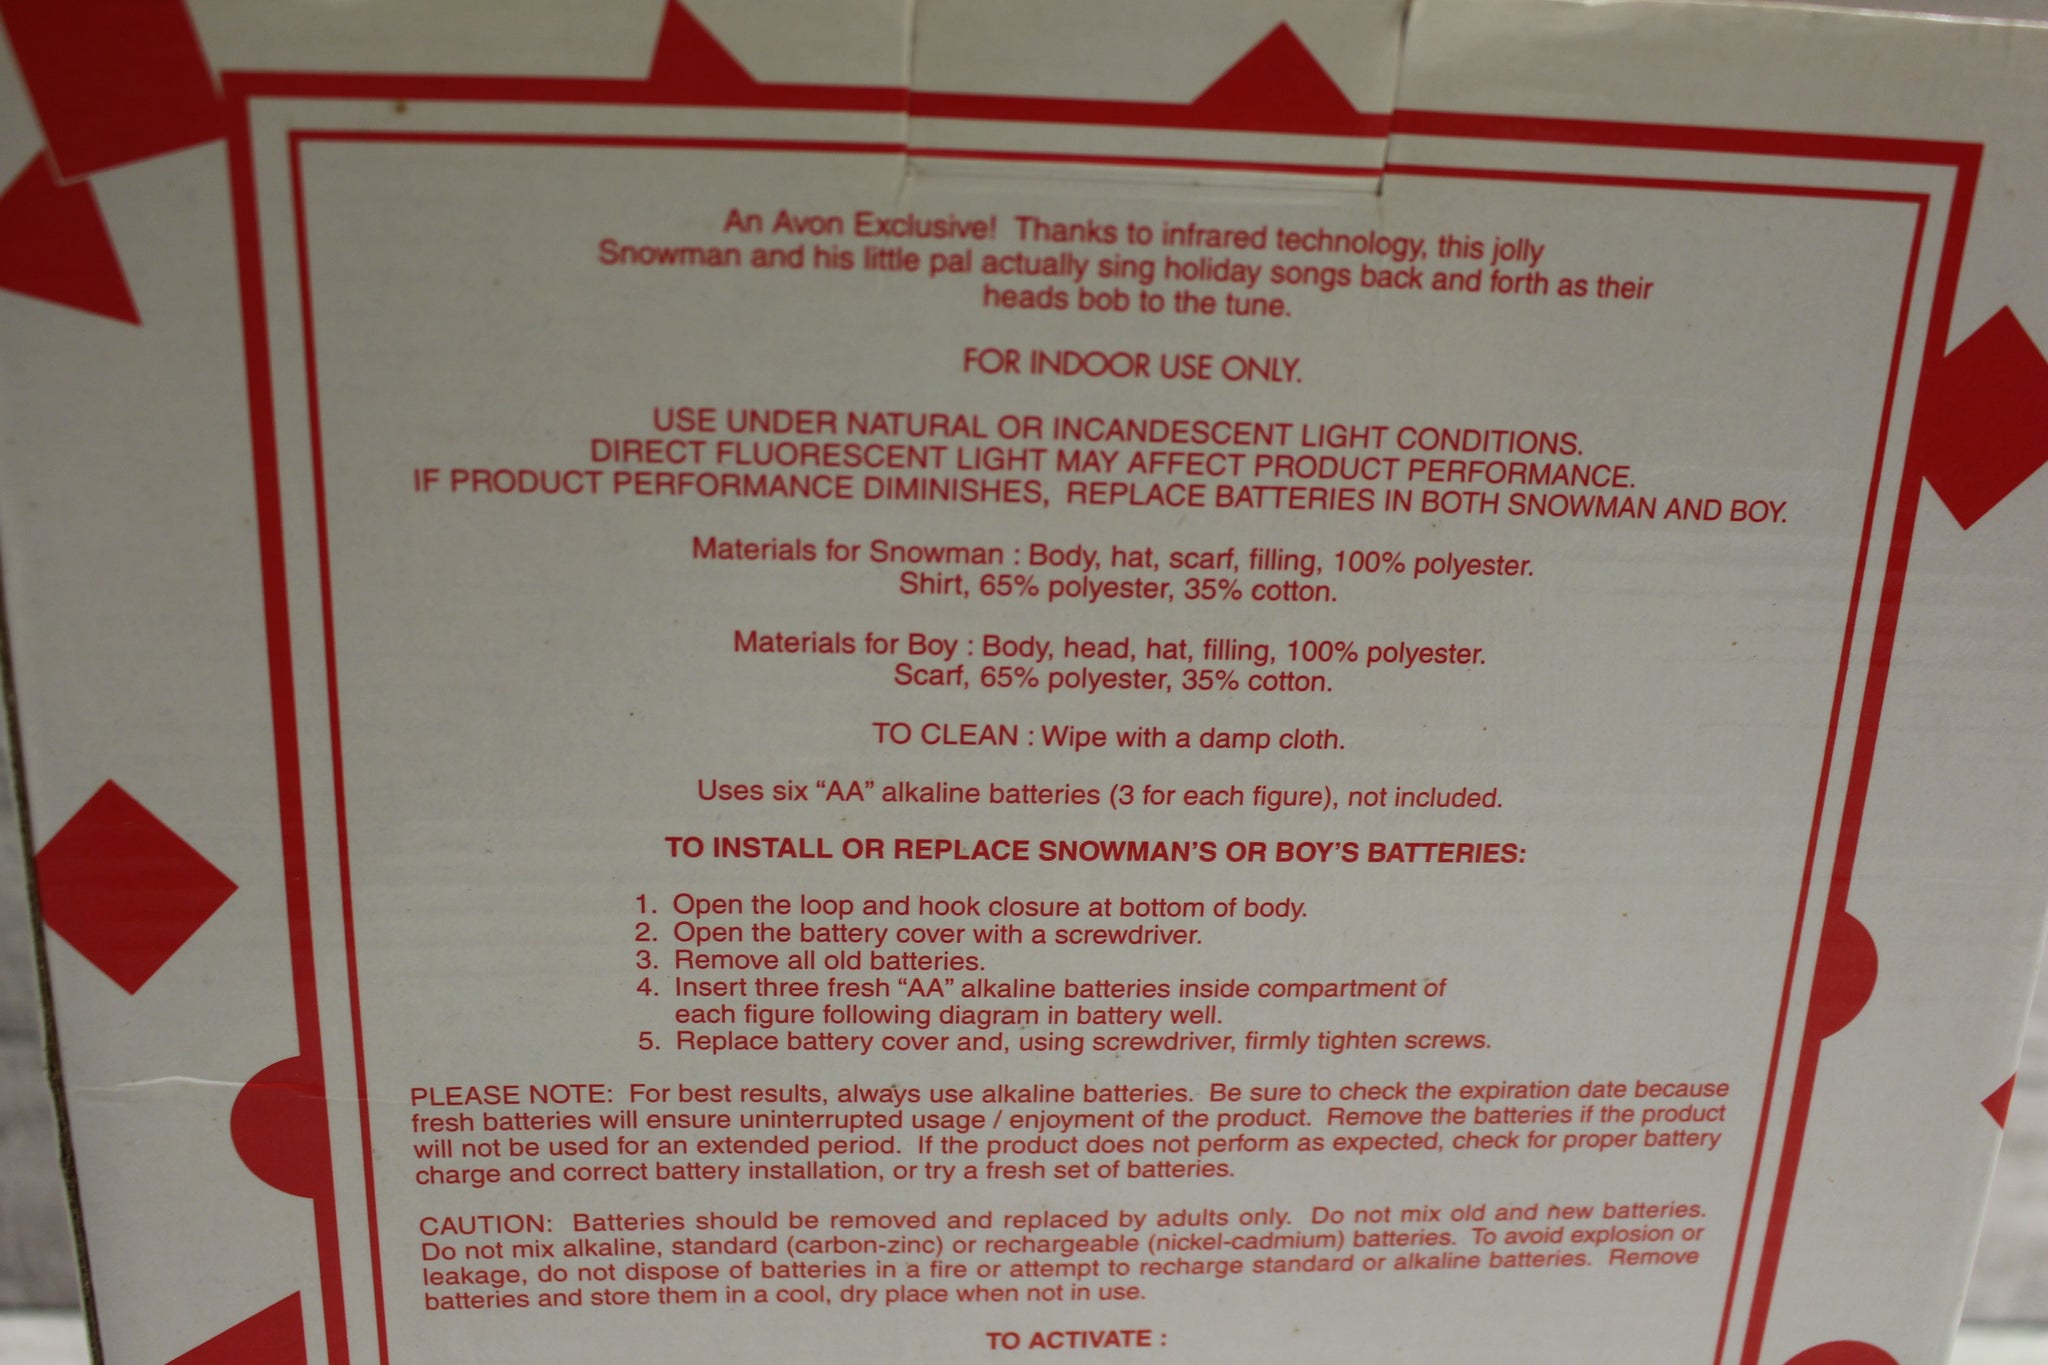 An Avon Exclusive!  Thanks to infrared technology, this jolly
Snowman and his little pal actually sing holiday songs back and forth as their
heads bob to the tune.
FOR INDOOR USE ONLY.
USE UNDER NATURAL OR INCANDESCENT LIGHT CONDITIONS.
DIRECT FLUORESCENT LIGHT MAY AFFECT PRODUCT PERFORMANCE.
IF PRODUCT PERFORMANCE DIMINISHES,  REPLACE BATTERIES IN BOTH SNOWMAN AND BOY.
Materials for Snowman : Body, hat, scarf, filling, 100% polyester.
Shirt, 65% polyester, 35% cotton.
Materials for Boy : Body, head, hat, filling, 100% polyester.
Scarf, 65% polyester, 35% cotton.
TO CLEAN : Wipe with a damp cloth.
Uses six “AA” alkaline batteries (3 for each figure), not included.
TO INSTALL OR REPLACE SNOWMAN'S OR BOY'S BATTERIES:
1.  Open the loop and hook closure at bottom of body.
2.  Open the battery cover with a screwdriver.
3.  Remove all old batteries.
4.  Insert three fresh “AA” alkaline batteries inside compartment of
each figure following diagram in battery well.
5.  Replace battery cover and, using screwdriver, firmly tighten screws.
PLEASE NOTE:  For best results, always use alkaline batteries.  Be sure to check the expiration date because
fresh batteries will ensure uninterrupted usage / enjoyment of the product.  Remove the batteries if the product
will not be used for an extended period.  If the product does not perform as expected, check for proper battery
charge and correct battery installation, or try a fresh set of batteries.
CAUTION:  Batteries should be removed and replaced by adults only.  Do not mix old and new batteries.
Do not mix alkaline, standard (carbon-zinc) or rechargeable (nickel-cadmium) batteries.  To avoid explosion or
leakage, do not dispose of batteries in a fire or attempt to recharge standard or alkaline batteries.  Remove
batteries and store them in a cool, dry place when not in use.
TO ACTIVATE :